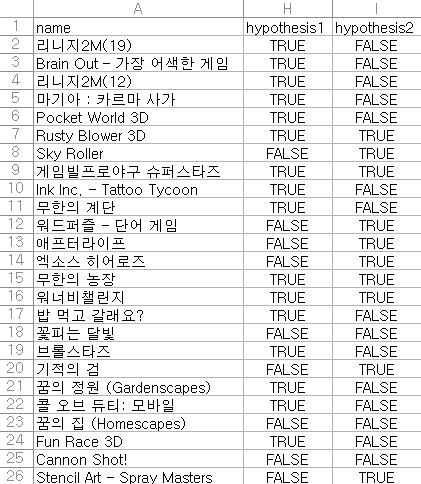 A H I
1 name hypothesis1 hypothesis2
2 리니지2M(19) TRUE FALSE
3 Brain Out – 가장 어색한 게임 TRUE FALSE
4 리니지2M(12) TRUE FALSE
5 마기아 : 카르마 사가 TRUE FALSE
6 Pocket World 3D TRUE FALSE
7 Rusty Blower 3D TRUE TRUE
8 Sky Roller FALSE TRUE
9 게임빌프로야구 슈퍼스타즈 TRUE TRUE
10 Ink Inc. – Tattoo Tycoon TRUE FALSE
11 무한의 계단 TRUE FALSE
12 워드퍼즐 – 단어 게임 FALSE TRUE
13 애프터라이프 FALSE FALSE
14 엑소스 히어로즈 FALSE FALSE
15 무한의 농장 TRUE TRUE
16 워너비챌린지 TRUE TRUE
17 밥 먹고 갈래요? TRUE FALSE
18 꽃피는 달빛 FALSE FALSE
19 브롤스타즈 TRUE FALSE
20 기적의 검 FALSE TRUE
21 꿈의 정원 (Gardenscapes) TRUE FALSE
22 콜 오브 듀티: 모바일 TRUE FALSE
23 꿈의 집 (Homescapes) FALSE FALSE
24 Fun Race 3D TRUE FALSE
25 Cannon Shot! FALSE FALSE
26 Stencil Art – Spray Masters FALSE TRUE